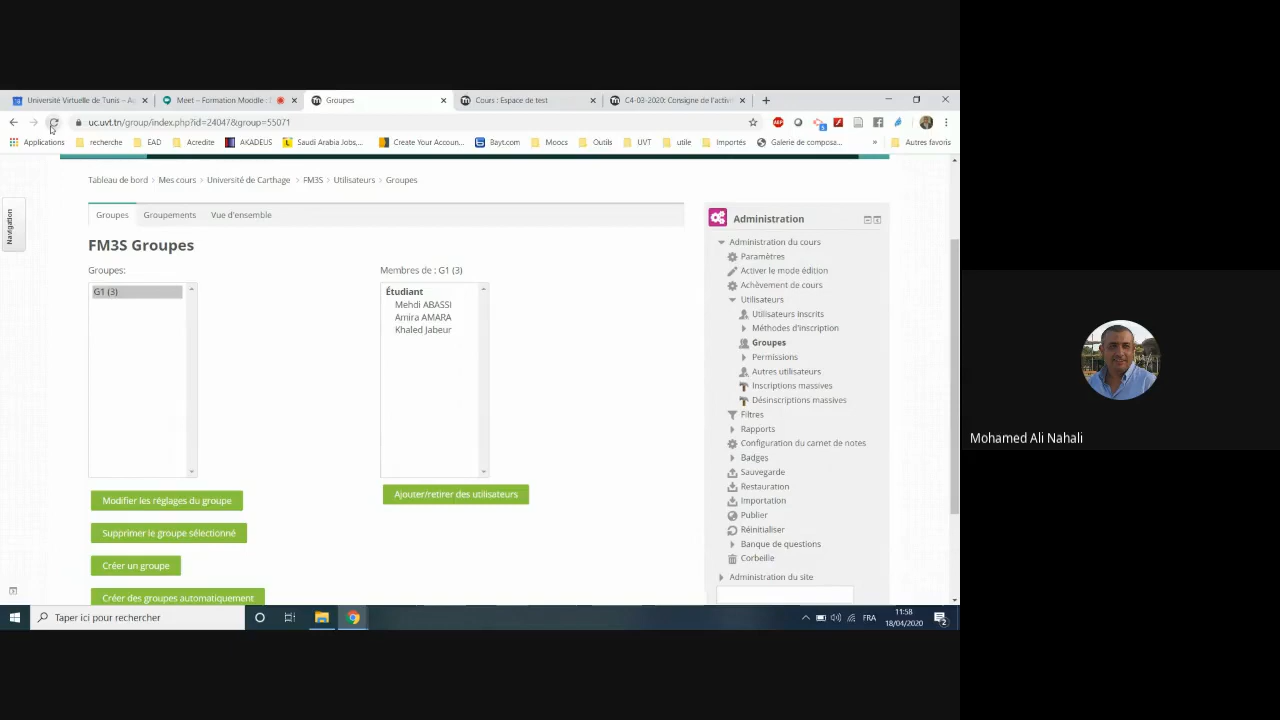 Université Virtuelle de Tunis – A
Meet – Formation Moodle :
Groupes
Cours : Espace de test
C4-03-2020: Consigne de l'activi
uc.uvt.tn/group/index.php?id=24047&group=55071
Applications
recherche
EAD
Acredite
AKADEUS
Saudi Arabia Jobs,...
Create Your Accoun...
Bayt.com
Moocs
Outils
UVT
utile
Importés
Galerie de composa...
»
Autres favoris
Tableau de bord > Mes cours > Université de Carthage > FM3S > Utilisateurs > Groupes
Navigation
Groupes
Groupements
Vue d'ensemble
FM3S Groupes
Groupes:
G1 (3)
Membres de : G1 (3)
Étudiant
Mehdi ABASSI
Amira AMARA
Khaled Jabeur
Modifier les réglages du groupe
Supprimer le groupe sélectionné
Créer un groupe
Créer des groupes automatiquement
Ajouter/retirer des utilisateurs
Administration
Administration du cours
Paramètres
Activer le mode édition
Achèvement de cours
Utilisateurs
Utilisateurs inscrits
Méthodes d'inscription
Groupes
Permissions
Autres utilisateurs
Inscriptions massives
Désinscriptions massives
Filtres
Rapports
Configuration du carnet de notes
Badges
Sauvegarde
Restauration
Importation
Publier
Réinitialiser
Banque de questions
Corbeille
Administration du site
Taper ici pour rechercher
FRA
11:58
18/04/2020
2
Mohamed Ali Nahali